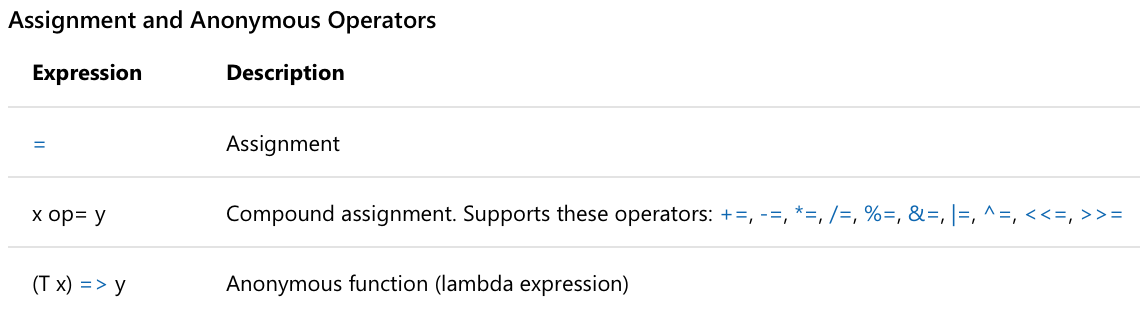 Assignment and Anonymous Operators
Expression Description
= Assignment
x op= y Compound assignment. Supports these operators: +=, -=, *=, /=, %=, &=, |=, ^=, <<=, >>=
(T x) => y Anonymous function (lambda expression)